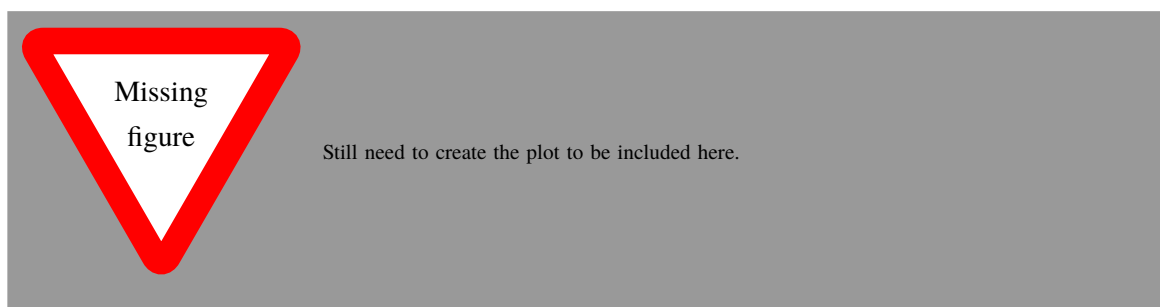 Missing
figure
Still need to create the plot to be included here.